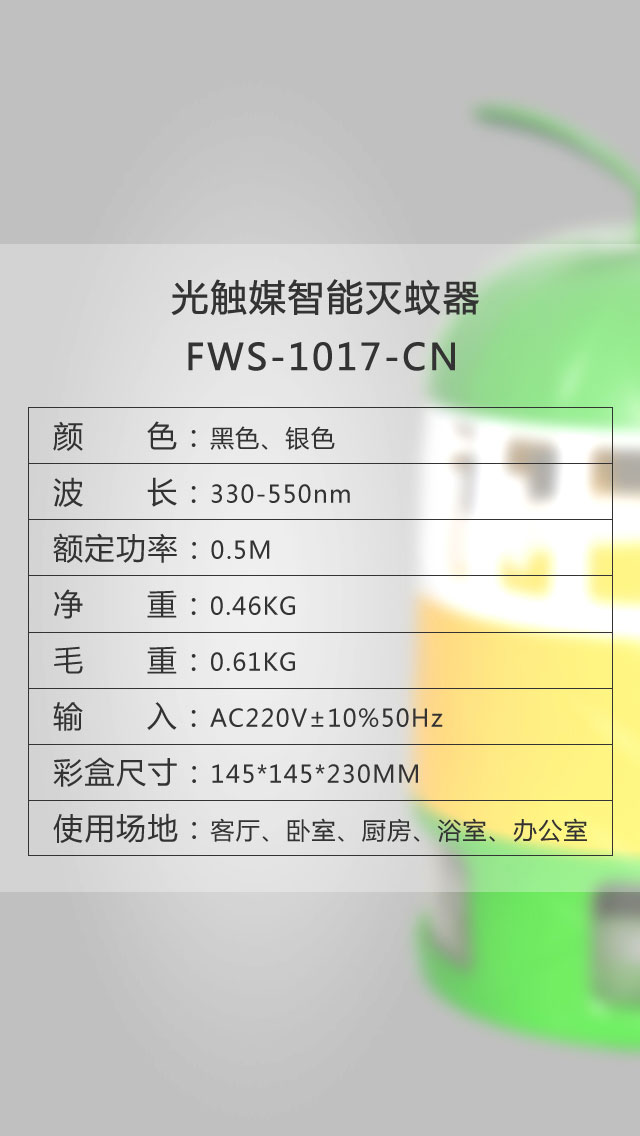 光触媒智能灭蚊器
FWS-1017-CN
颜色：黑色、银色
波长：330-550nm
额定功率：0.5M
净重：0.46KG
毛重：0.61KG
输入：AC220V±10%50Hz
彩盒尺寸：145*145*230MM
使用场地：客厅、卧室、厨房、浴室、办公室